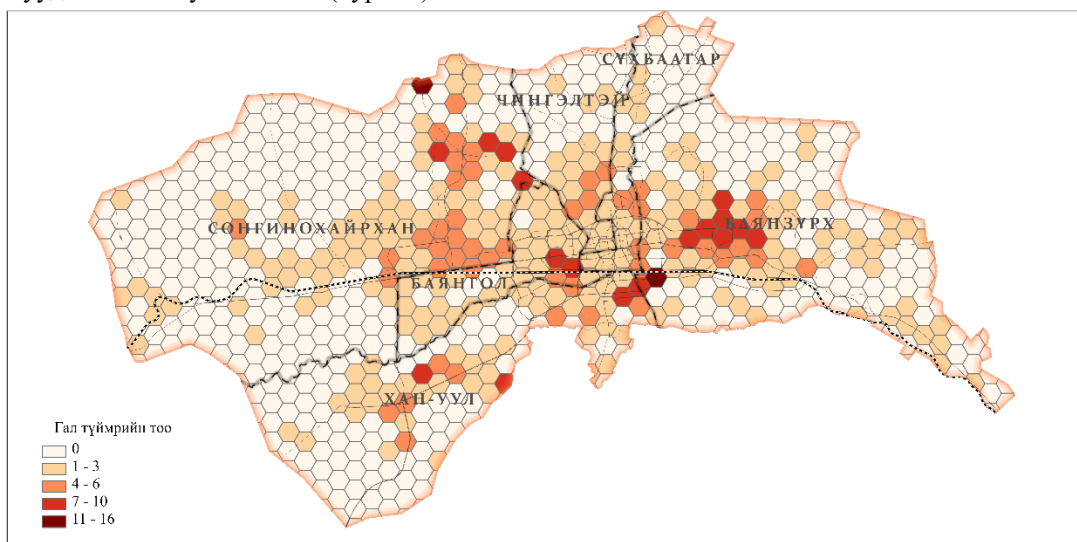 СҮХБААТАР
ЧИНГЭЛТЭЙ
СОНГИНОХАЙРХАН
БАЯНЗҮРХ
БАЯНГОЛ
ХАН-УУЛ
Гал түймрийн тоо
0
1 - 3
4 - 6
7 - 10
11 - 16